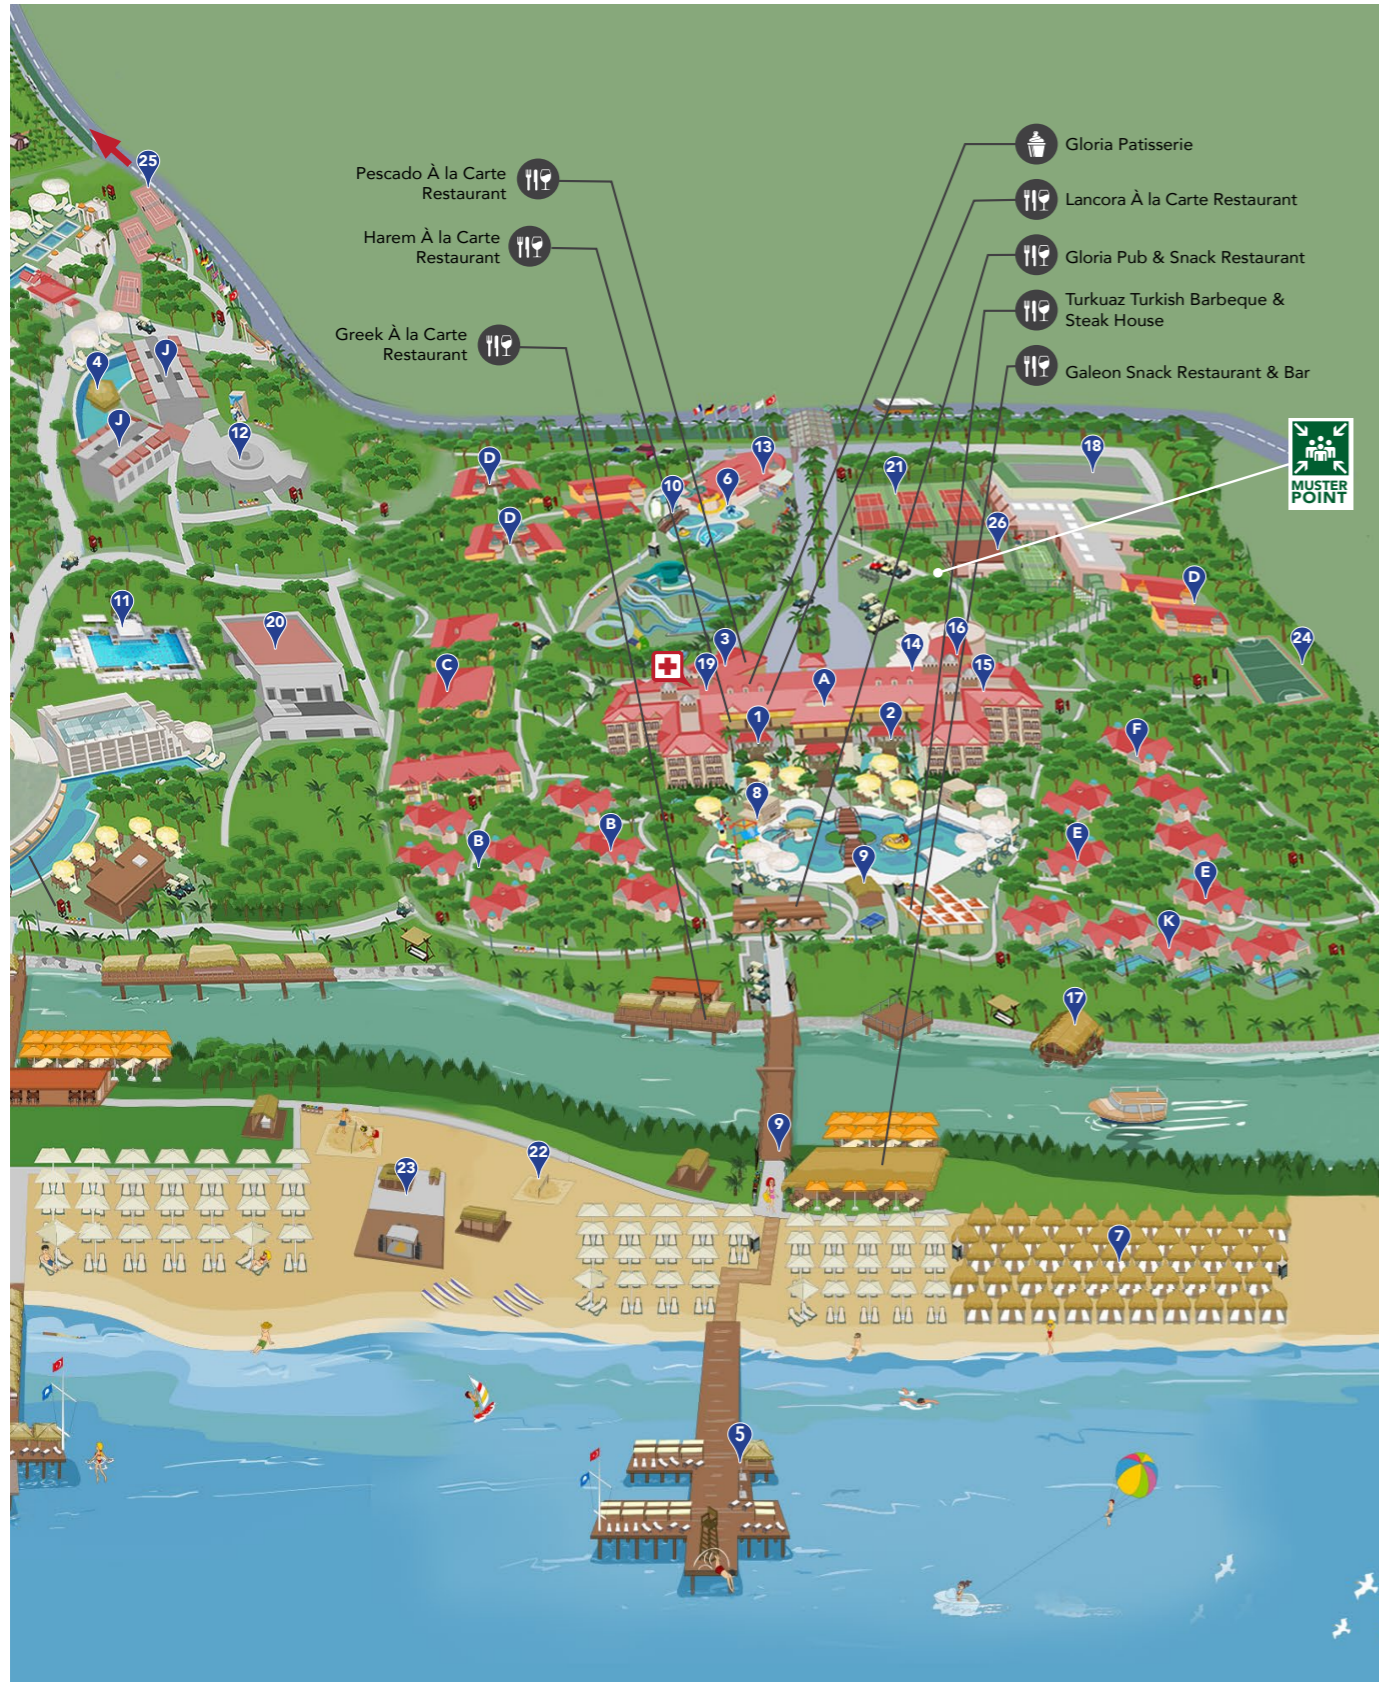 Gloria Patisserie
Pescado À la Carte
Restaurant
Lancora À la Carte Restaurant
Harem À la Carte
Restaurant
Gloria Pub & Snack Restaurant
Turkuaz Turkish Barbeque &
Steak House
Greek À la Carte
Restaurant
Galeon Snack Restaurant & Bar
MUSTER
POINT
25
4
J
J
12
D
D
10
6
13
21
18
26
D
11
20
C
3
19
A
14
16
15
24
1
2
F
8
B
B
9
E
E
K
17
9
22
23
7
5